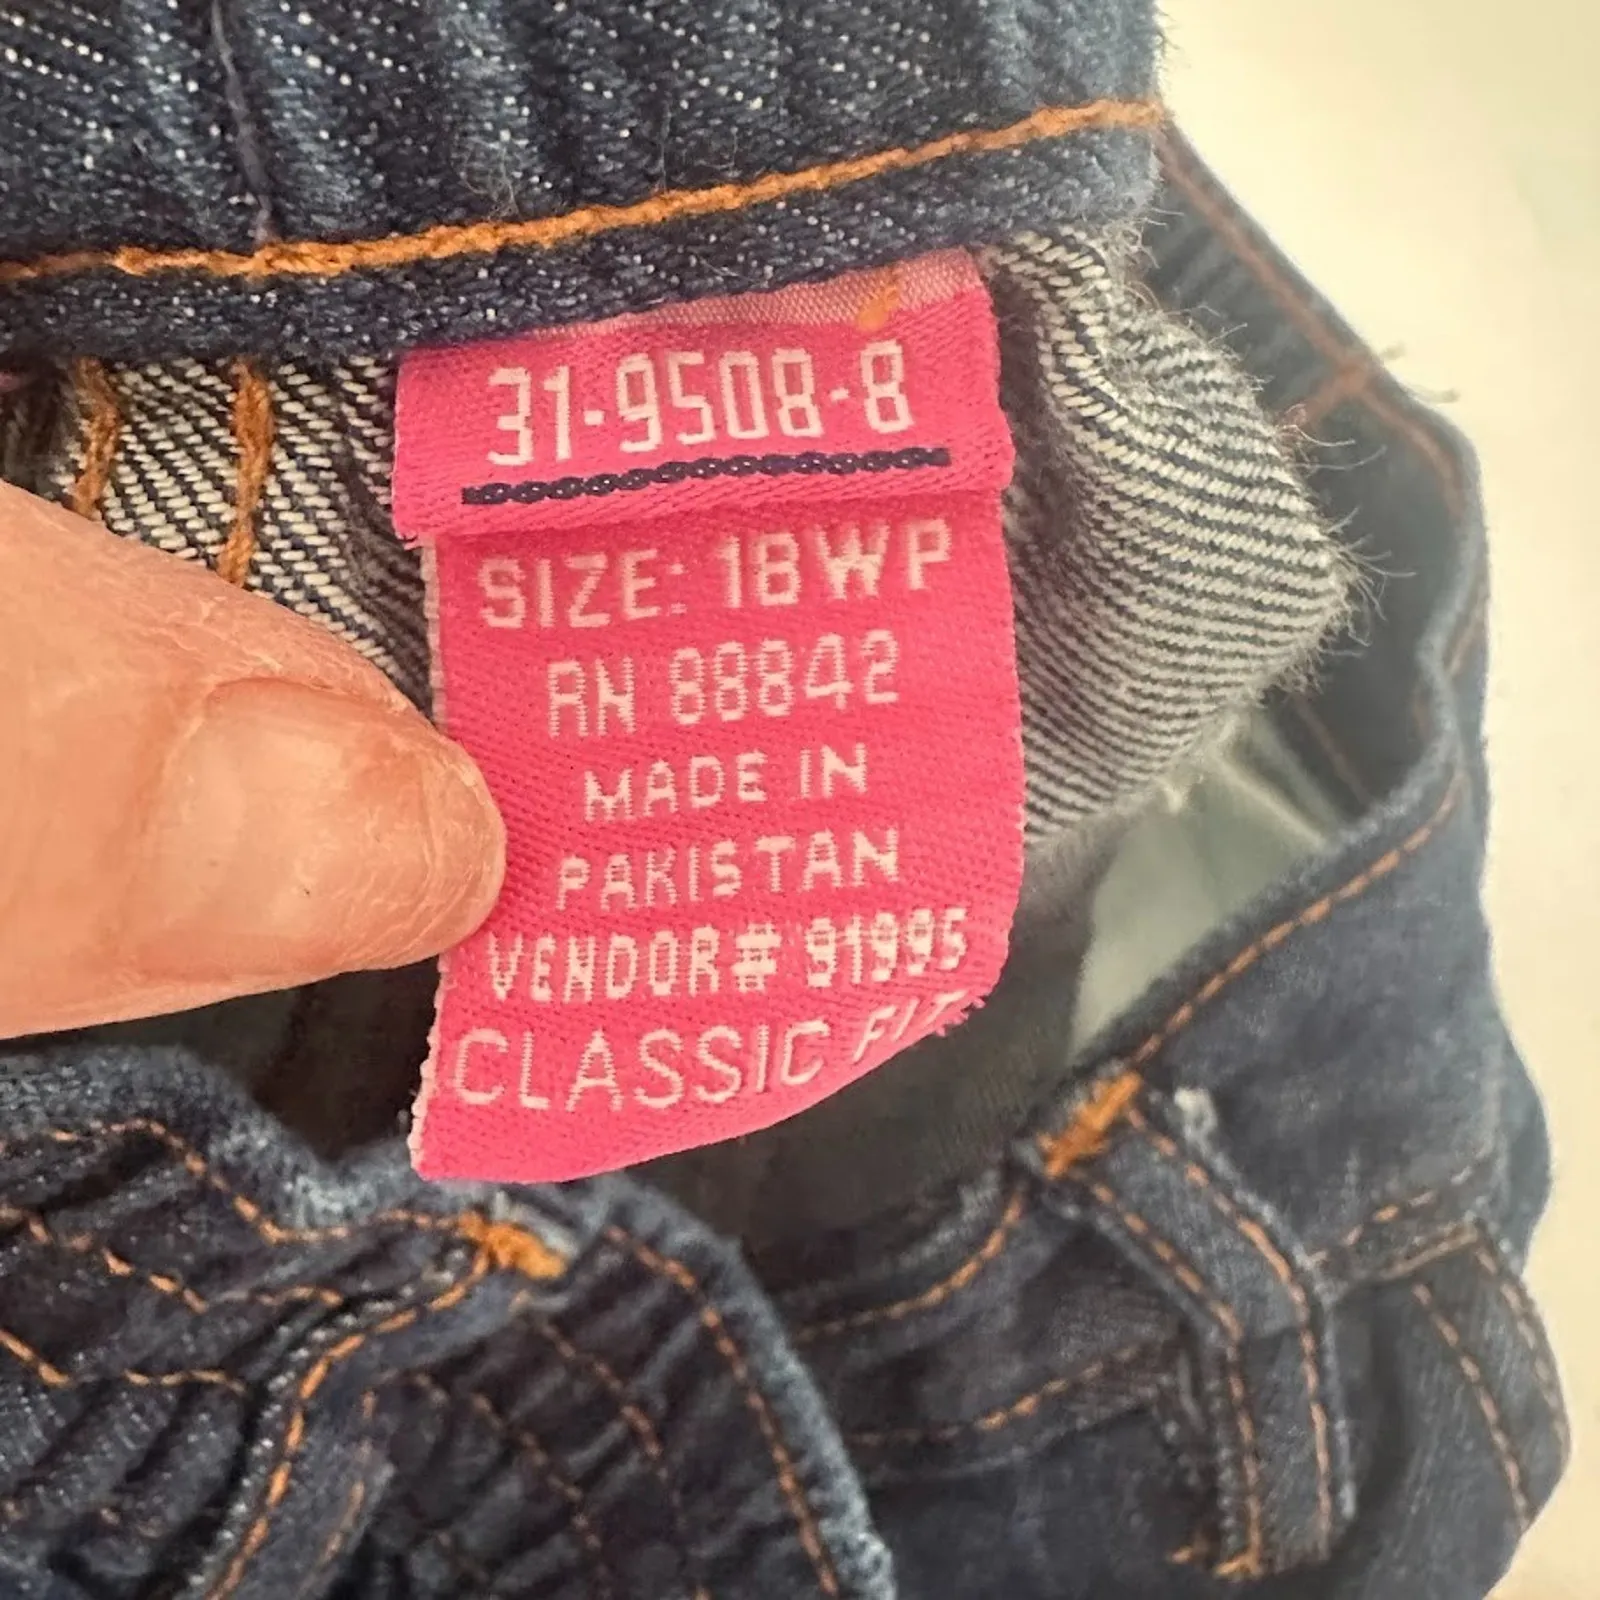 31-9508-8
SIZE: 18WP
RN 88842
MADE IN
PAKISTAN
VENDOR# 91995
CLASSIC FIT